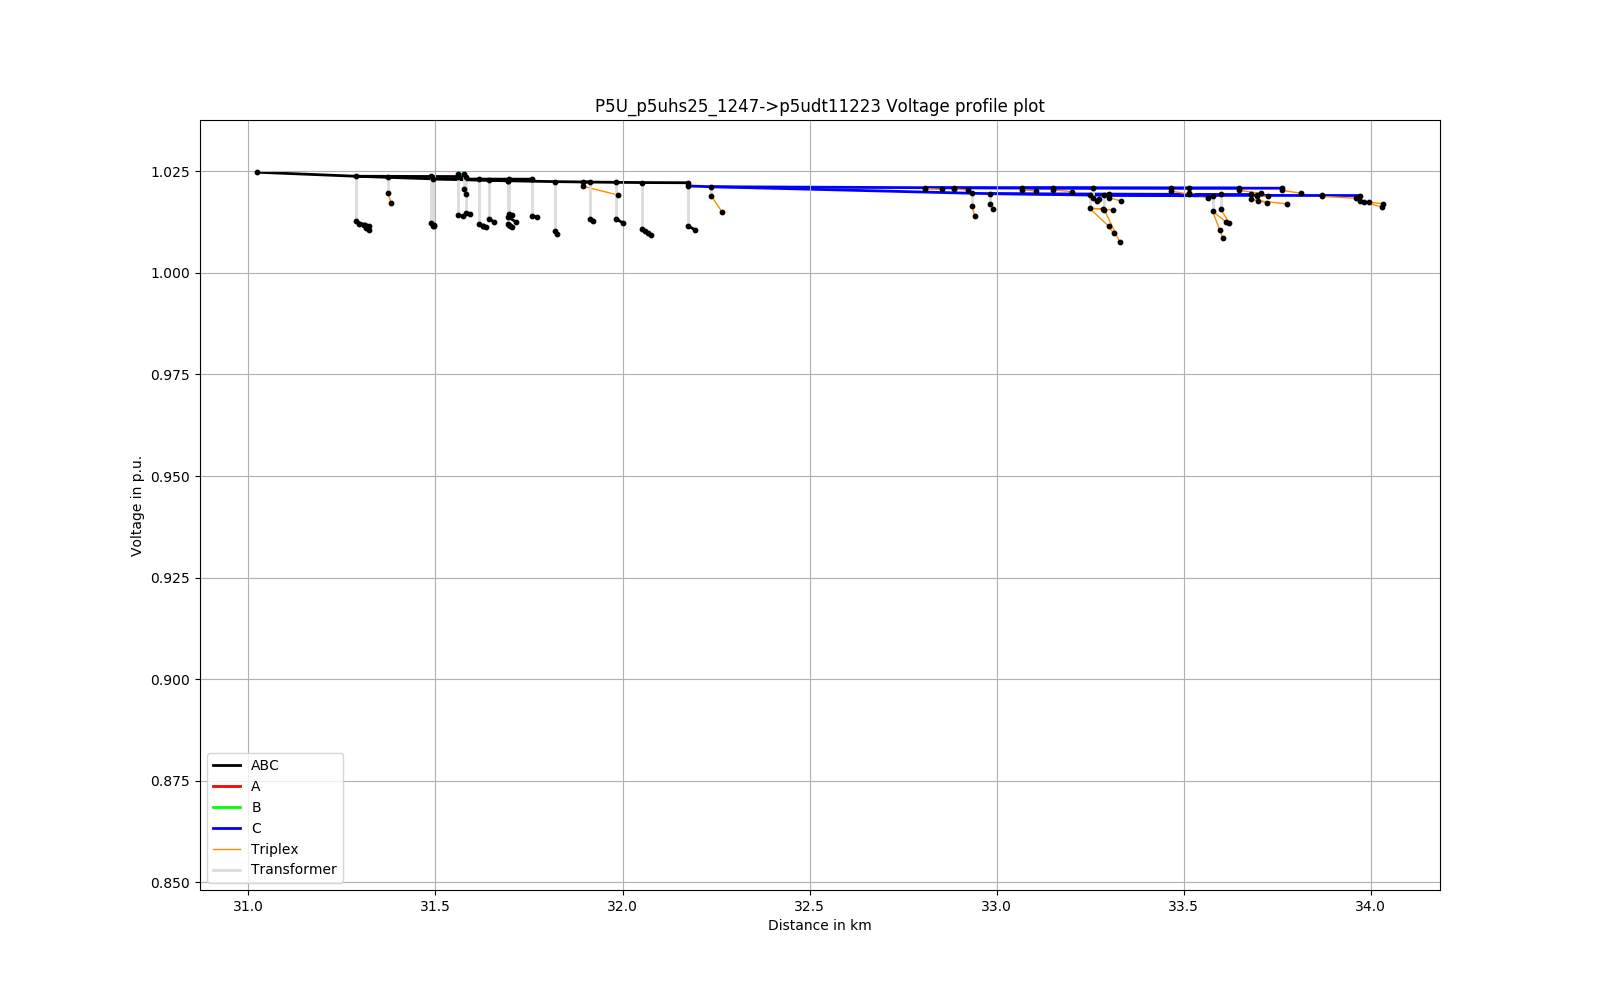 P5U_p5uhs25_1247->p5udt11223 Voltage profile plot
Voltage in p.u.
1.025
1.000
0.975
0.950
0.925
0.900
0.875
0.850
ABC
A
B
C
Triplex
Transformer
31.0 31.5 32.0 32.5 33.0 33.5 34.0
Distance in km